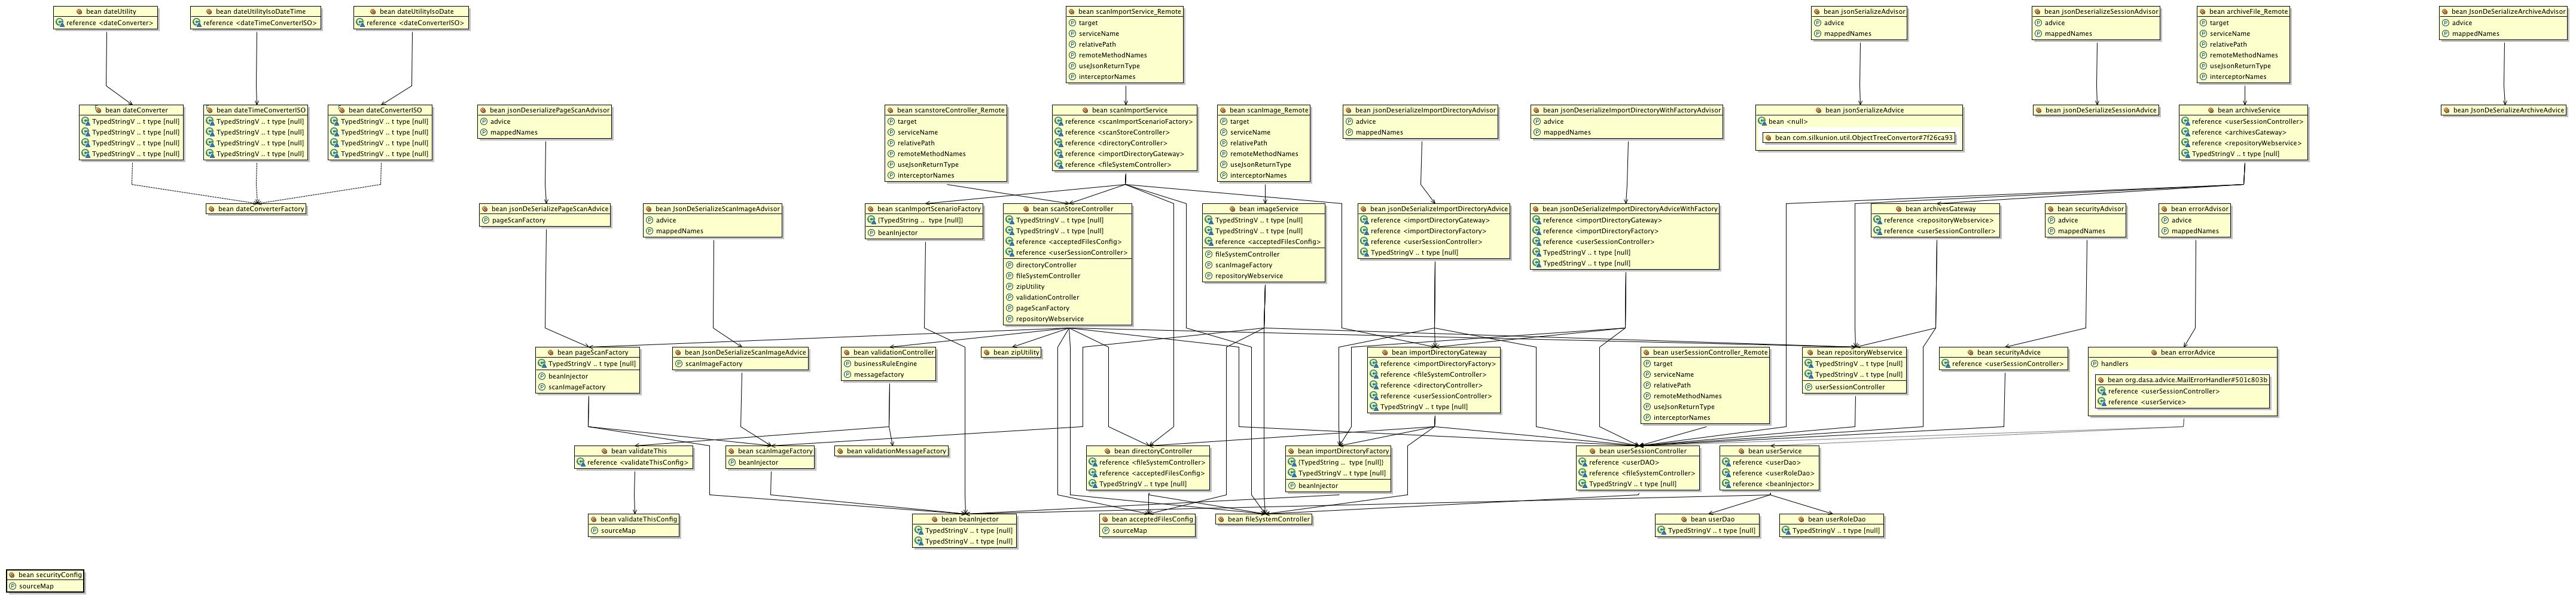 bean dateUtility
reference <dateConverter>
bean dateUtilityIsoDateTime
reference <dateTimeConverterISO>
bean dateUtilityIsoDate
reference <dateConverterISO>
bean scanImportService_Remote
target
serviceName
relativePath
remoteMethodNames
useJsonReturnType
interceptorNames
bean jsonSerializeAdvisor
advice
mappedNames
bean jsonDeserializeSessionAdvisor
advice
mappedNames
bean archiveFile_Remote
target
serviceName
relativePath
remoteMethodNames
useJsonReturnType
interceptorNames
bean JsonDeSerializeArchiveAdvisor
advice
mappedNames
bean dateConverter
TypedStringV .. t type [null]
TypedStringV .. t type [null]
TypedStringV .. t type [null]
TypedStringV .. t type [null]
bean dateTimeConverterISO
TypedStringV .. t type [null]
TypedStringV .. t type [null]
TypedStringV .. t type [null]
TypedStringV .. t type [null]
bean dateConverterISO
TypedStringV .. t type [null]
TypedStringV .. t type [null]
TypedStringV .. t type [null]
TypedStringV .. t type [null]
bean jsonDeserializePageScanAdvisor
advice
mappedNames
bean scanstoreController_Remote
target
serviceName
relativePath
remoteMethodNames
useJsonReturnType
interceptorNames
bean scanImportService
reference <scanImportScenarioFactory>
reference <scanStoreController>
reference <directoryController>
reference <importDirectoryGateway>
reference <fileSystemController>
bean scanImage_Remote
target
serviceName
relativePath
remoteMethodNames
useJsonReturnType
interceptorNames
bean jsonDeserializeImportDirectoryAdvisor
advice
mappedNames
bean jsonDeserializeImportDirectoryWithFactoryAdvisor
advice
mappedNames
bean jsonSerializeAdvice
bean <null>
bean com.silkunion.util.ObjectTreeConvertor#7f26ca93
bean jsonDeSerializeSessionAdvice
bean archiveService
reference <userSessionController>
reference <archivesGateway>
reference <repositoryWebservice>
TypedStringV .. t type [null]
bean JsonDeSerializeArchiveAdvice
bean dateConverterFactory
bean jsonDeSerializePageScanAdvice
pageScanFactory
bean JsonDeSerializeScanImageAdvisor
advice
mappedNames
bean scanImportScenarioFactory
[TypedString .. type [null]]
beanInjector
bean scanStoreController
TypedStringV .. t type [null]
TypedStringV .. t type [null]
reference <acceptedFilesConfig>
reference <userSessionController>
directoryController
fileSystemController
zipUtility
validationController
pageScanFactory
repositoryWebservice
bean imageService
TypedStringV .. t type [null]
TypedStringV .. t type [null]
reference <acceptedFilesConfig>
fileSystemController
scanImageFactory
repositoryWebservice
bean jsonDeSerializeImportDirectoryAdvice
reference <importDirectoryGateway>
reference <importDirectoryFactory>
reference <userSessionController>
TypedStringV .. t type [null]
bean jsonDeSerializeImportDirectoryAdviceWithFactory
reference <importDirectoryGateway>
reference <importDirectoryFactory>
reference <userSessionController>
TypedStringV .. t type [null]
TypedStringV .. t type [null]
bean archivesGateway
reference <repositoryWebservice>
reference <userSessionController>
bean securityAdvisor
advice
mappedNames
bean errorAdvisor
advice
mappedNames
bean pageScanFactory
TypedStringV .. t type [null]
beanInjector
scanImageFactory
bean JsonDeSerializeScanImageAdvice
scanImageFactory
bean validationController
businessRuleEngine
messagefactory
bean zipUtility
bean importDirectoryGateway
reference <importDirectoryFactory>
reference <fileSystemController>
reference <directoryController>
reference <userSessionController>
TypedStringV .. t type [null]
bean userSessionController_Remote
target
serviceName
relativePath
remoteMethodNames
useJsonReturnType
interceptorNames
bean repositoryWebservice
TypedStringV .. t type [null]
TypedStringV .. t type [null]
userSessionController
bean securityAdvice
reference <userSessionController>
bean errorAdvice
handlers
bean org.dasa.advice.MailErrorHandler#501c803b
reference <userSessionController>
reference <userService>
bean validateThis
reference <validateThisConfig>
bean scanImageFactory
beanInjector
bean validationMessageFactory
bean directoryController
reference <fileSystemController>
reference <acceptedFilesConfig>
TypedStringV .. t type [null]
bean importDirectoryFactory
[TypedString .. type [null]]
TypedStringV .. t type [null]
beanInjector
bean userSessionController
reference <userDAO>
reference <fileSystemController>
TypedStringV .. t type [null]
bean userService
reference <userDao>
reference <userRoleDao>
reference <beanInjector>
bean validateThisConfig
sourceMap
bean beanInjector
TypedStringV .. t type [null]
TypedStringV .. t type [null]
bean acceptedFilesConfig
sourceMap
bean fileSystemController
bean userDao
TypedStringV .. t type [null]
bean userRoleDao
TypedStringV .. t type [null]
bean securityConfig
sourceMap